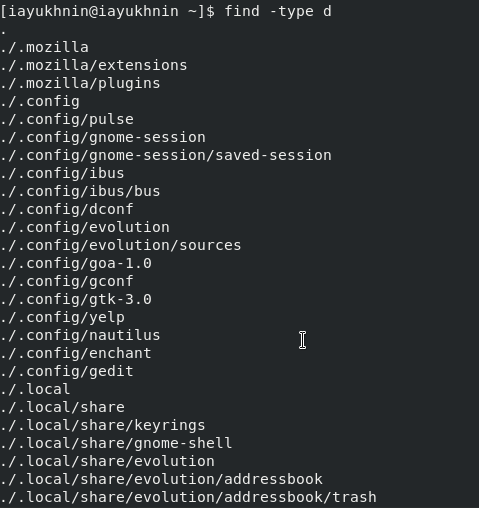 [iayukhnin@iayukhnin ~]$ find -type d
.
./.mozilla
./.mozilla/extensions
./.mozilla/plugins
./.config
./.config/pulse
./.config/gnome-session
./.config/gnome-session/saved-session
./.config/ibus
./.config/ibus/bus
./.config/dconf
./.config/evolution
./.config/evolution/sources
./.config/goa-1.0
./.config/gconf
./.config/gtk-3.0
./.config/yelp
./.config/nautilus
./.config/enchant
./.config/gedit
./.local
./.local/share
./.local/share/keyrings
./.local/share/gnome-shell
./.local/share/evolution
./.local/share/evolution/addressbook
./.local/share/evolution/addressbook/trash